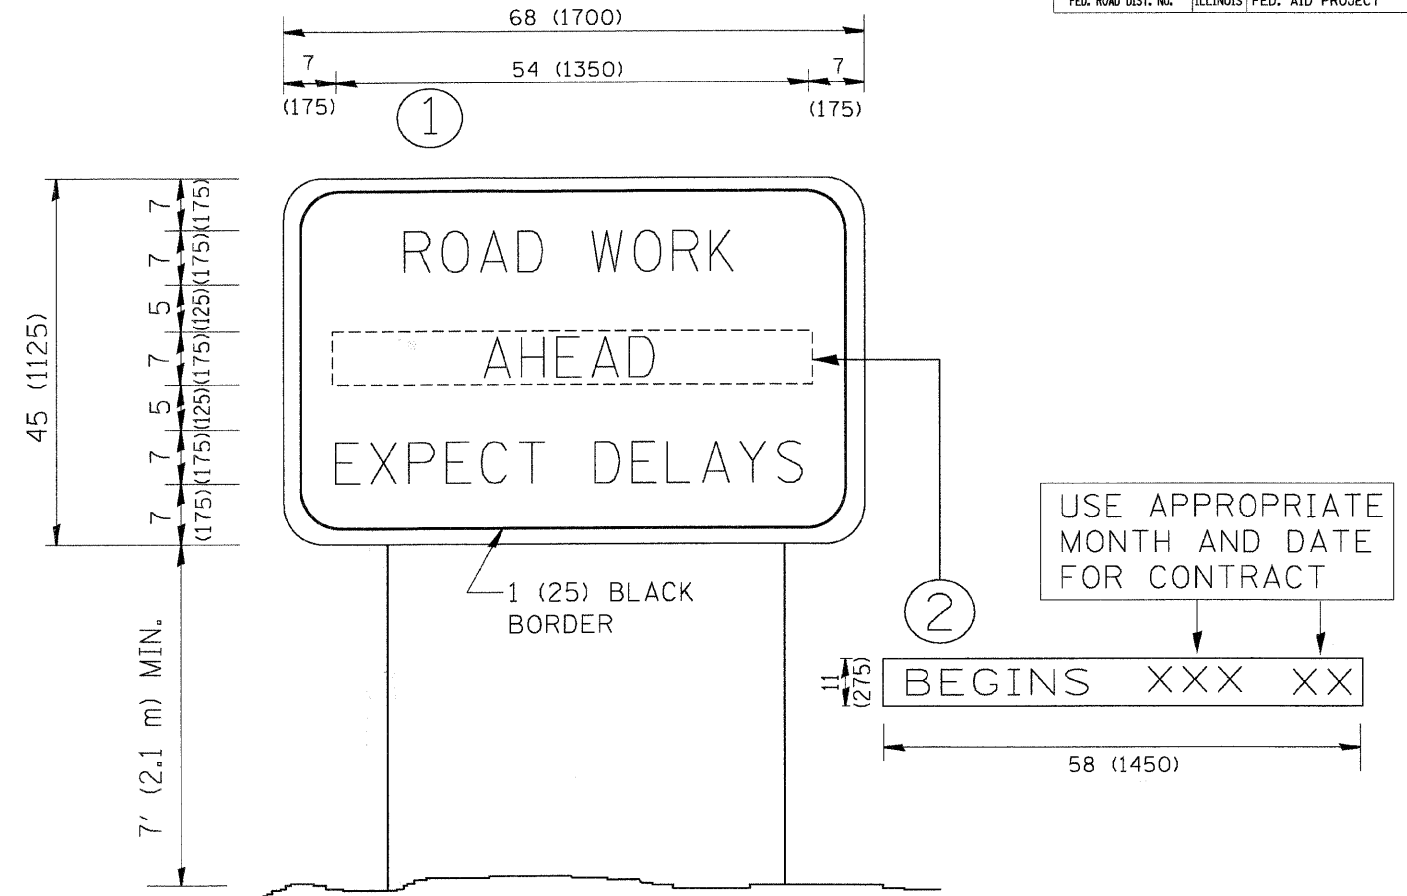 FED. ROAD DIST. NO. ILLINOIS FED. AID PROJECT
68 (1700)
7 54 (1350) 7
(175) (175)
1
45 (1125)
7 (175)
7 (175)
5 (125)
7 (175)
5 (125)
7 (175)
7 (175)
ROAD WORK
AHEAD
EXPECT DELAYS
1 (25) BLACK
BORDER
7' (2.1 m) MIN.
USE APPROPRIATE
MONTH AND DATE
FOR CONTRACT
2
11 (275)
BEGINS XXX XX
58 (1450)